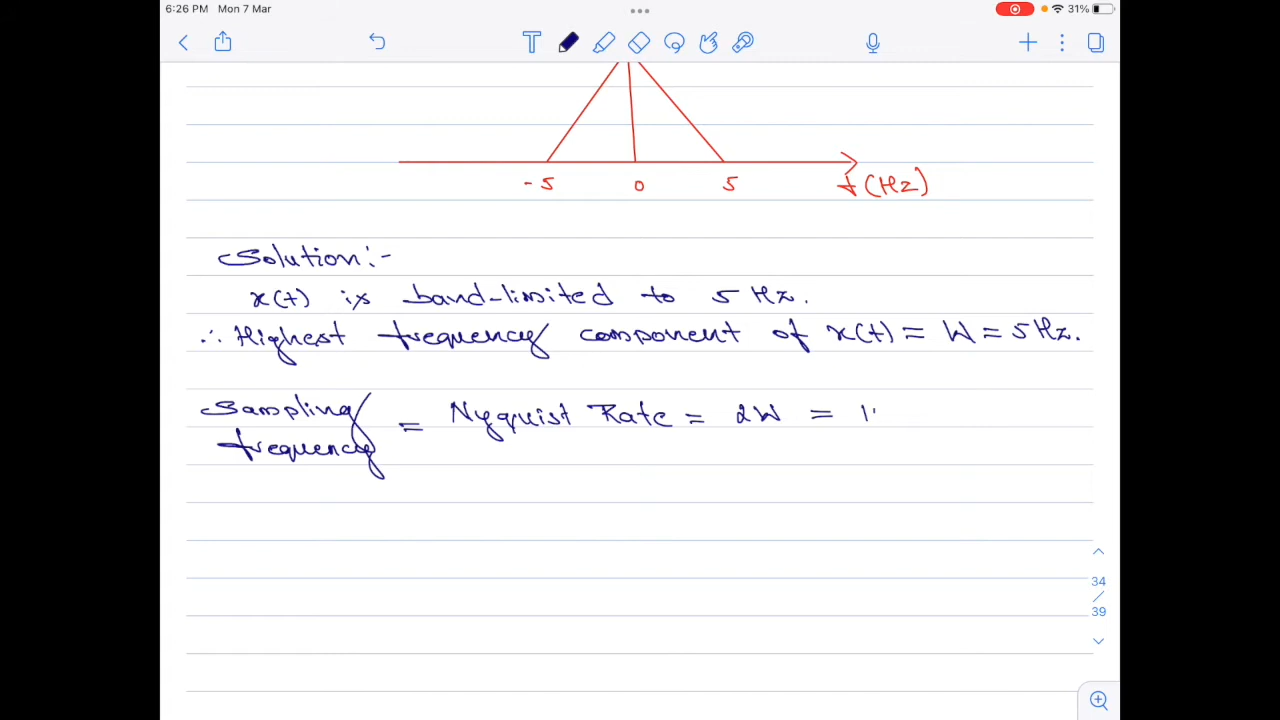 6:26 PM Mon 7 Mar
31%
-5 0 5 f(Hz)
Solution:-
x(t) is band-limited to 5 Hz.
∴ Highest frequency component of x(t) = W = 5 Hz.
Sampling frequency = Nyquist Rate = 2W = 1
34
39